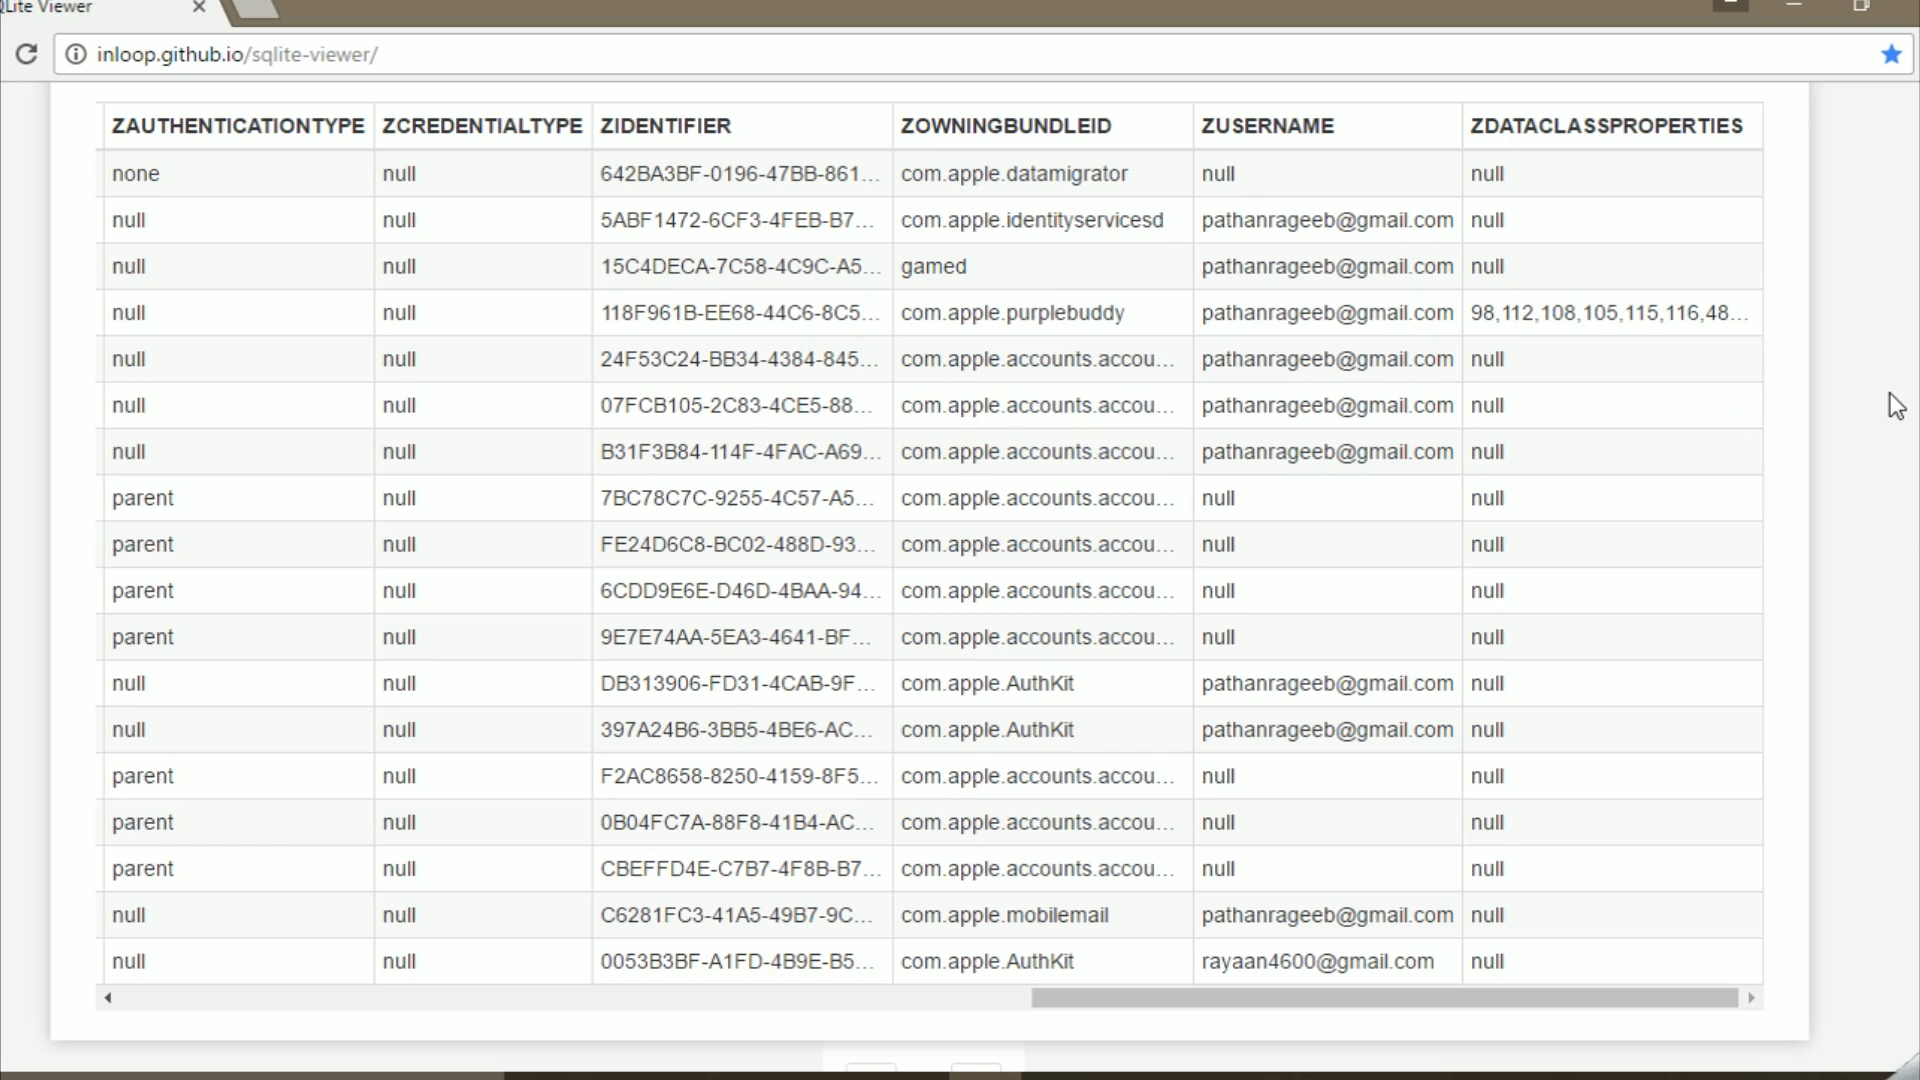 QLite Viewer
inloop.github.io/sqlite-viewer/
ZAUTHENTICATIONTYPE ZCREDENTIALTYPE ZIDENTIFIER ZOWNINGBUNDLEID ZUSERNAME ZDATACLASSPROPERTIES
none null 642BA3BF-0196-47BB-861... com.apple.datamigrator null null
null null 5ABF1472-6CF3-4FEB-B7... com.apple.identityservicesd pathanrageeb@gmail.com null
null null 15C4DECA-7C58-4C9C-A5... gamed pathanrageeb@gmail.com null
null null 118F961B-EE68-44C6-8C5... com.apple.purplebuddy pathanrageeb@gmail.com 98,112,108,105,115,116,48...
null null 24F53C24-BB34-4384-845... com.apple.accounts.accou... pathanrageeb@gmail.com null
null null 07FCB105-2C83-4CE5-88... com.apple.accounts.accou... pathanrageeb@gmail.com null
null null B31F3B84-114F-4FAC-A69... com.apple.accounts.accou... pathanrageeb@gmail.com null
parent null 7BC78C7C-9255-4C57-A5... com.apple.accounts.accou... null null
parent null FE24D6C8-BC02-488D-93... com.apple.accounts.accou... null null
parent null 6CDD9E6E-D46D-4BAA-94... com.apple.accounts.accou... null null
parent null 9E7E74AA-5EA3-4641-BF... com.apple.accounts.accou... null null
null null DB313906-FD31-4CAB-9F... com.apple.AuthKit pathanrageeb@gmail.com null
null null 397A24B6-3BB5-4BE6-AC... com.apple.AuthKit pathanrageeb@gmail.com null
parent null F2AC8658-8250-4159-8F5... com.apple.accounts.accou... null null
parent null 0B04FC7A-88F8-41B4-AC... com.apple.accounts.accou... null null
parent null CBEFFD4E-C7B7-4F8B-B7... com.apple.accounts.accou... null null
null null C6281FC3-41A5-49B7-9C... com.apple.mobilemail pathanrageeb@gmail.com null
null null 0053B3BF-A1FD-4B9E-B5... com.apple.AuthKit rayaan4600@gmail.com null